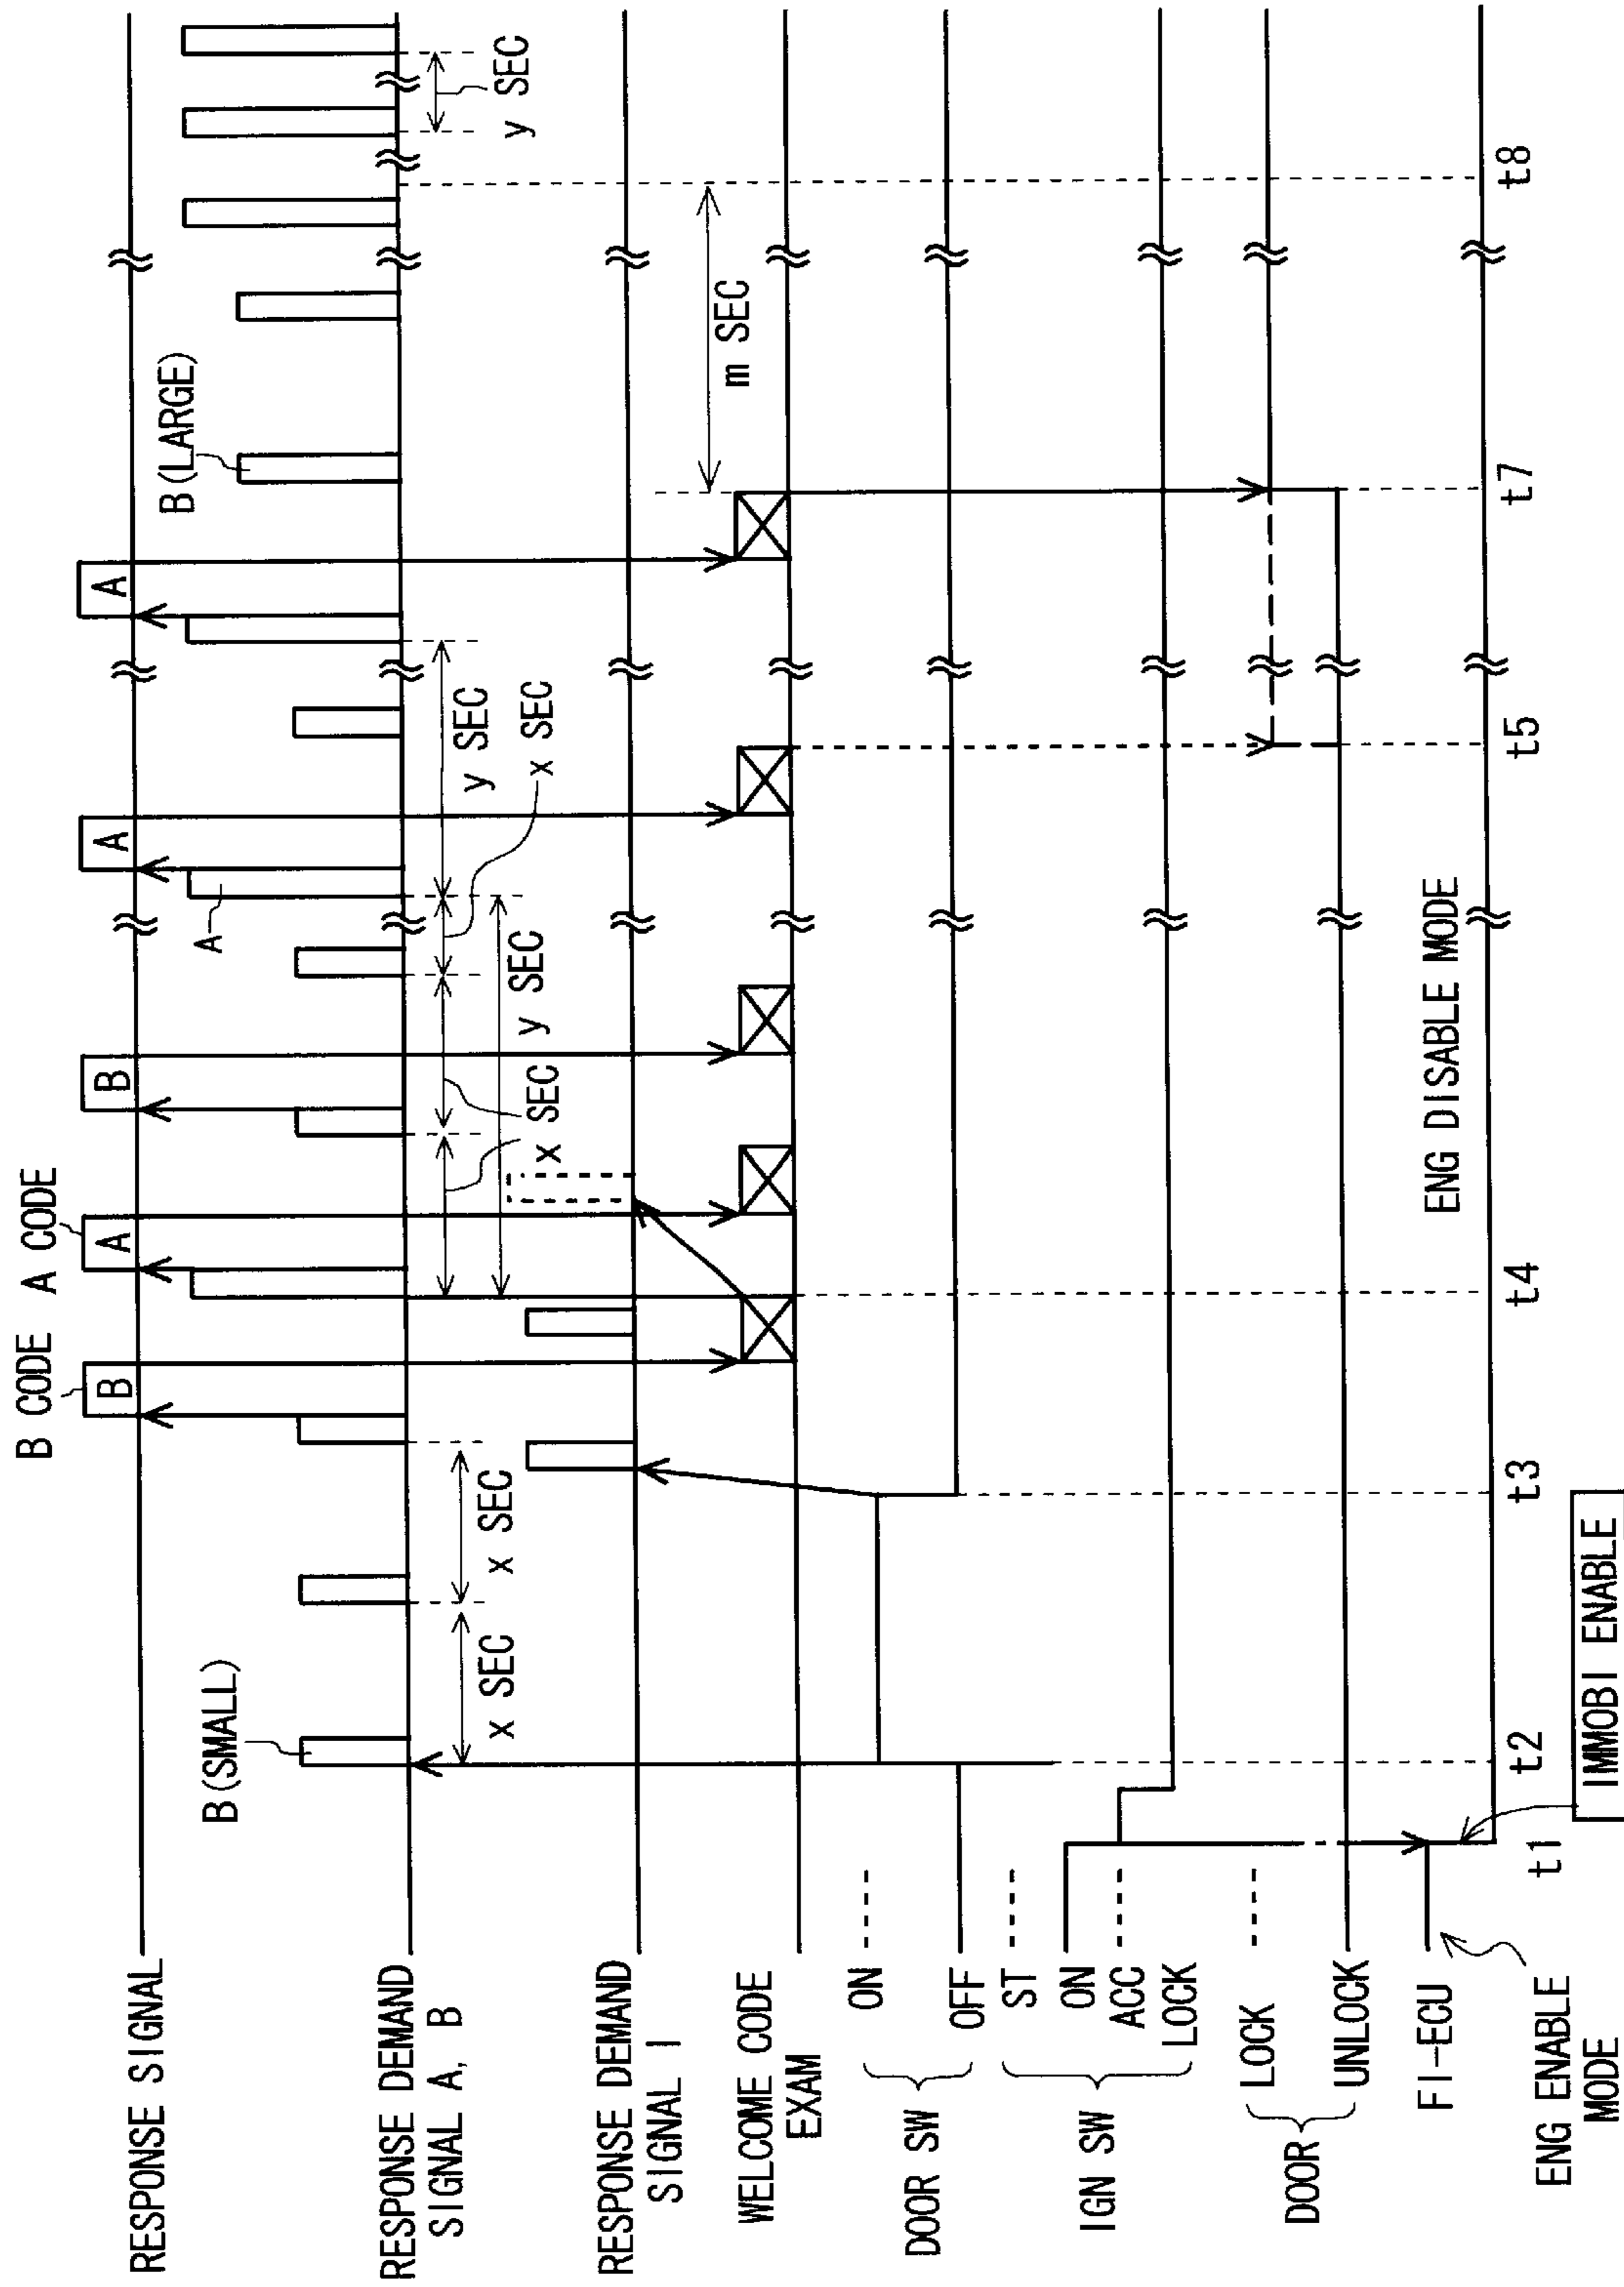 B CODE
A CODE
RESPONSE SIGNAL
B
A
B
A
A
RESPONSE DEMAND
SIGNAL A, B
B(SMALL)
A
B(LARGE)
x SEC
x SEC
x SEC
y SEC
x SEC
y SEC
y SEC
RESPONSE DEMAND
SIGNAL I
WELCOME CODE
EXAM
m SEC
DOOR SW
ON
OFF
IGN SW
ST
ON
ACC
LOCK
DOOR
LOCK
UNLOCK
FI-ECU
ENG DISABLE MODE
ENG ENABLE
MODE
t1
t2
t3
t4
t5
t7
t8
IMMOBI ENABLE